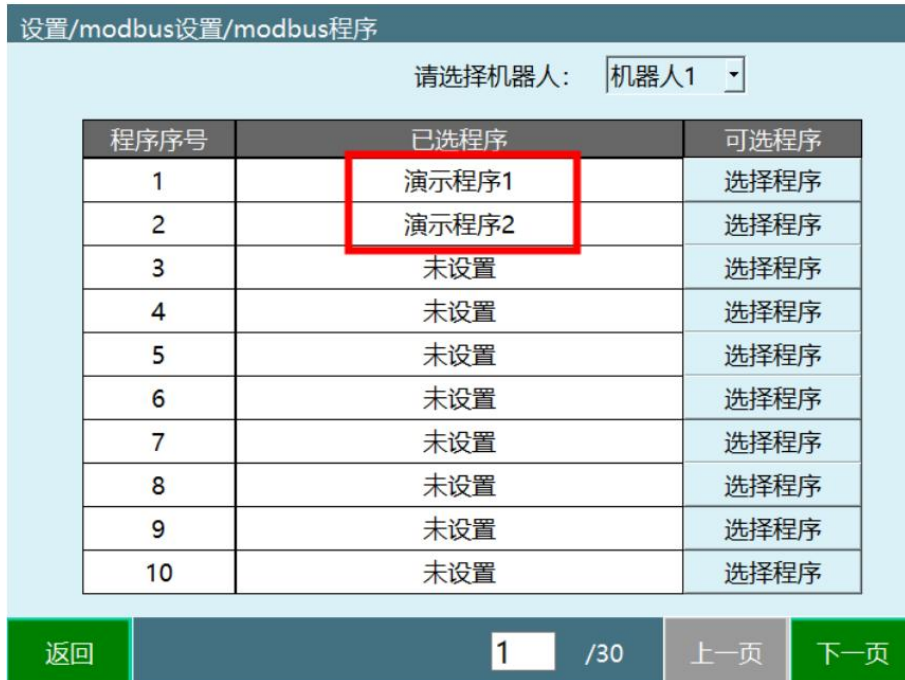 设置/modbus设置/modbus程序
请选择机器人： 机器人1
程序序号 已选程序 可选程序
1 演示程序1 选择程序
2 演示程序2 选择程序
3 未设置 选择程序
4 未设置 选择程序
5 未设置 选择程序
6 未设置 选择程序
7 未设置 选择程序
8 未设置 选择程序
9 未设置 选择程序
10 未设置 选择程序
返回 1 /30 上一页 下一页